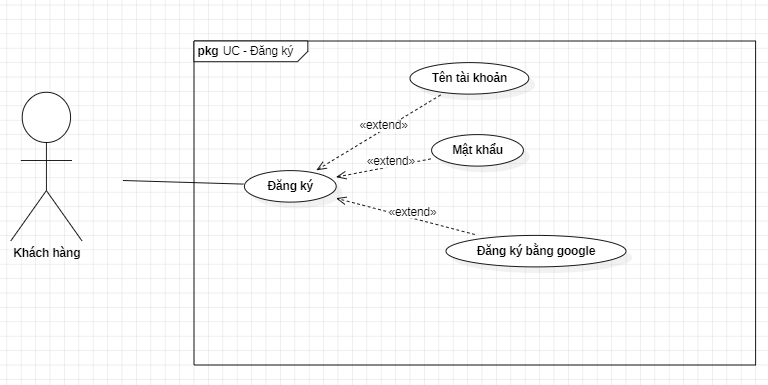 pkg UC - Đăng ký
Tên tài khoản
«extend»
Mật khẩu
«extend»
Đăng ký
«extend»
Đăng ký bằng google
Khách hàng